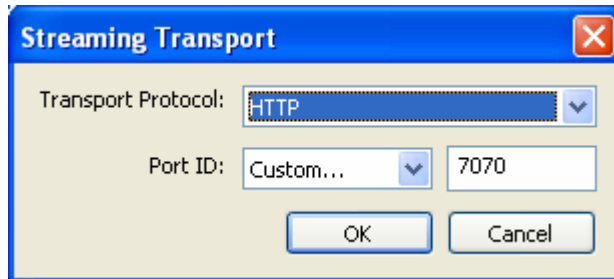 Streaming Transport
Transport Protocol: HTTP
Port ID: Custom... 7070
OK Cancel